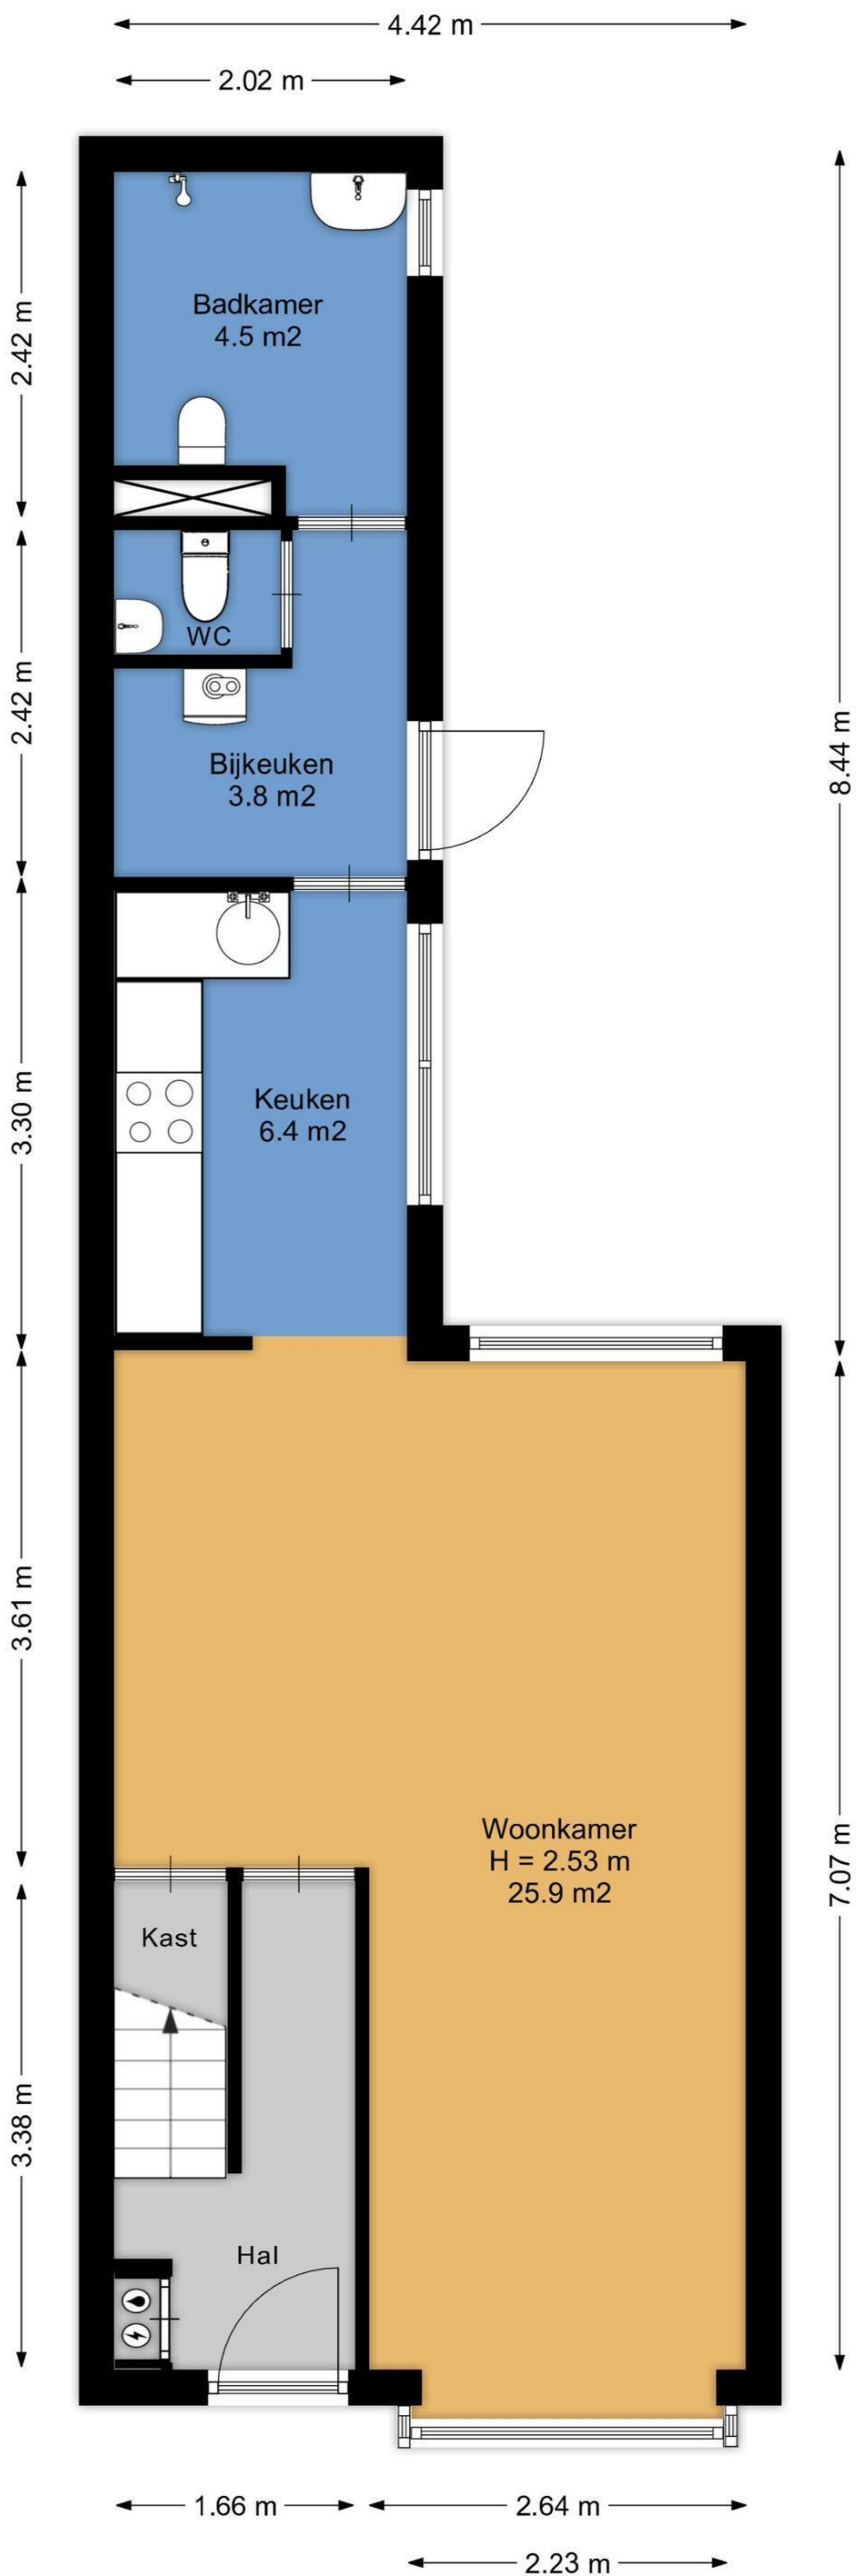 4.42 m
2.02 m
Badkamer
4.5 m2
2.42 m
WC
2.42 m
Bijkeuken
3.8 m2
8.44 m
Keuken
6.4 m2
3.30 m
3.61 m
Woonkamer
H = 2.53 m
25.9 m2
7.07 m
Kast
3.38 m
Hal
1.66 m
2.64 m
2.23 m